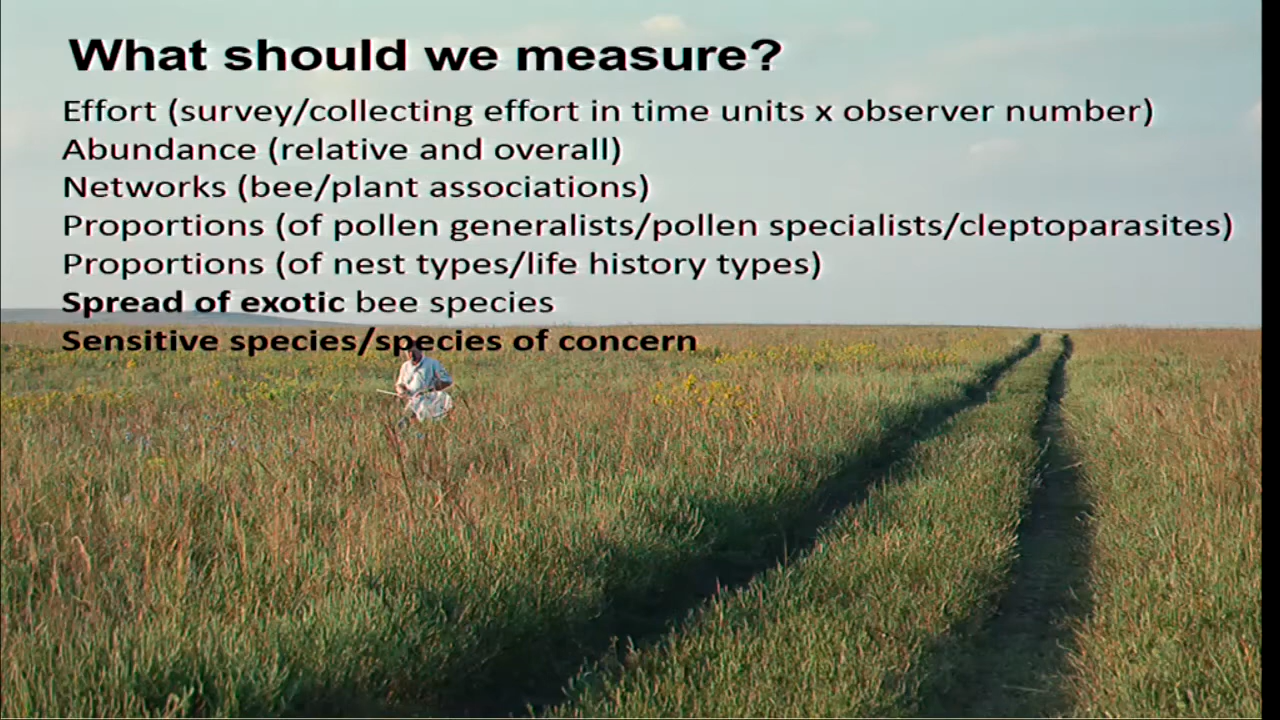 What should we measure?
Effort (survey/collecting effort in time units x observer number)
Abundance (relative and overall)
Networks (bee/plant associations)
Proportions (of pollen generalists/pollen specialists/cleptoparasites)
Proportions (of nest types/life history types)
Spread of exotic bee species
Sensitive species/species of concern